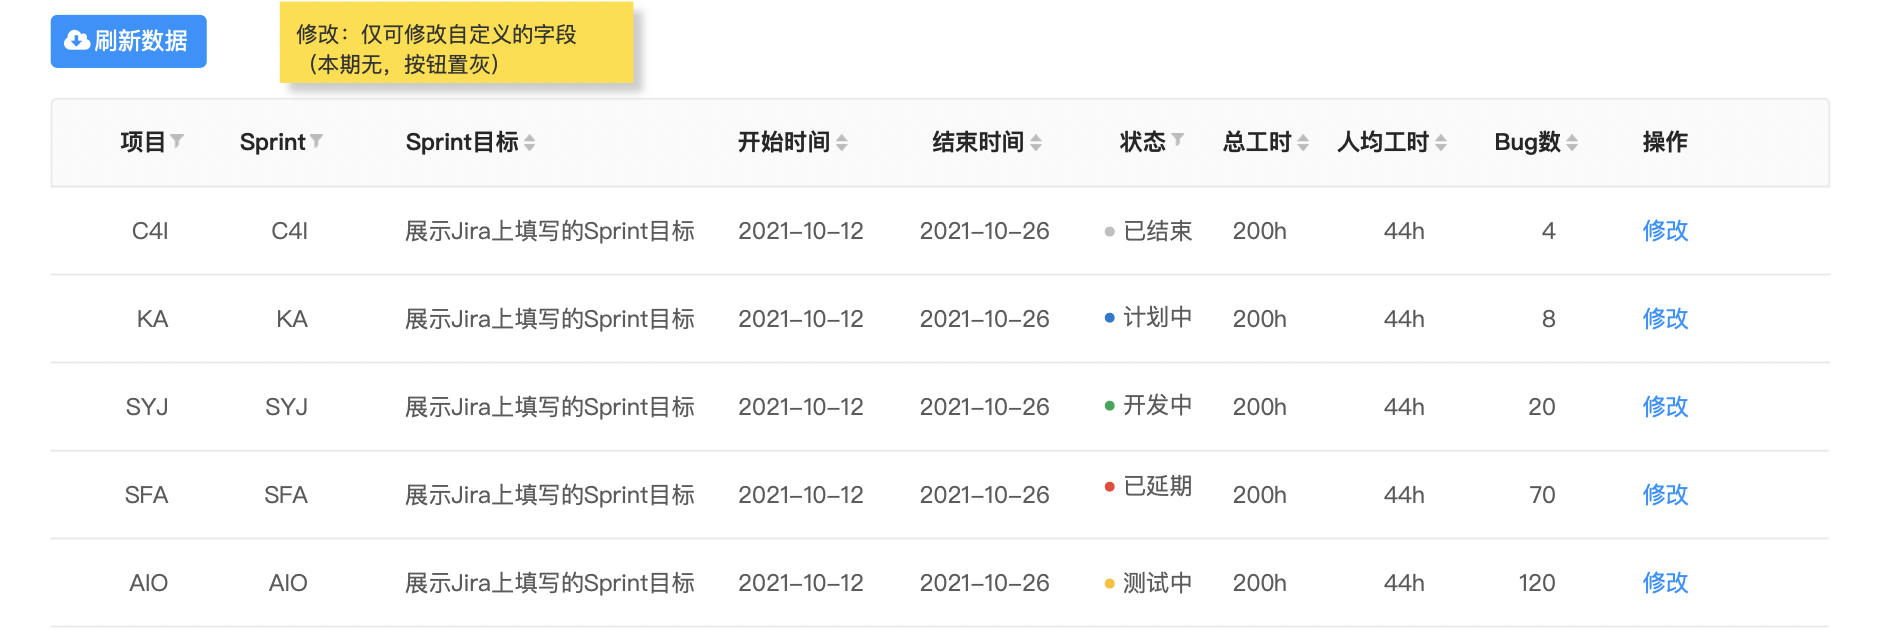 刷新数据
修改：仅可修改自定义的字段
（本期无，按钮置灰）
项目 Sprint Sprint目标 开始时间 结束时间 状态 总工时 人均工时 Bug数 操作
C4I C4I 展示Jira上填写的Sprint目标 2021-10-12 2021-10-26 已结束 200h 44h 4 修改
KA KA 展示Jira上填写的Sprint目标 2021-10-12 2021-10-26 计划中 200h 44h 8 修改
SYJ SYJ 展示Jira上填写的Sprint目标 2021-10-12 2021-10-26 开发中 200h 44h 20 修改
SFA SFA 展示Jira上填写的Sprint目标 2021-10-12 2021-10-26 已延期 200h 44h 70 修改
AIO AIO 展示Jira上填写的Sprint目标 2021-10-12 2021-10-26 测试中 200h 44h 120 修改